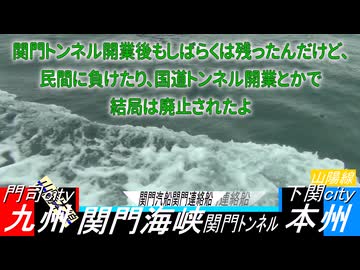 関門トンネル開業後もしばらくは残ったんだけど、
民間に負けたり、国道トンネル開業とかで
結局は廃止されたよ
山陽線
門司city
関門汽船関門連絡船
連絡船
下関city
九州
関門海峡
関門トンネル
本州